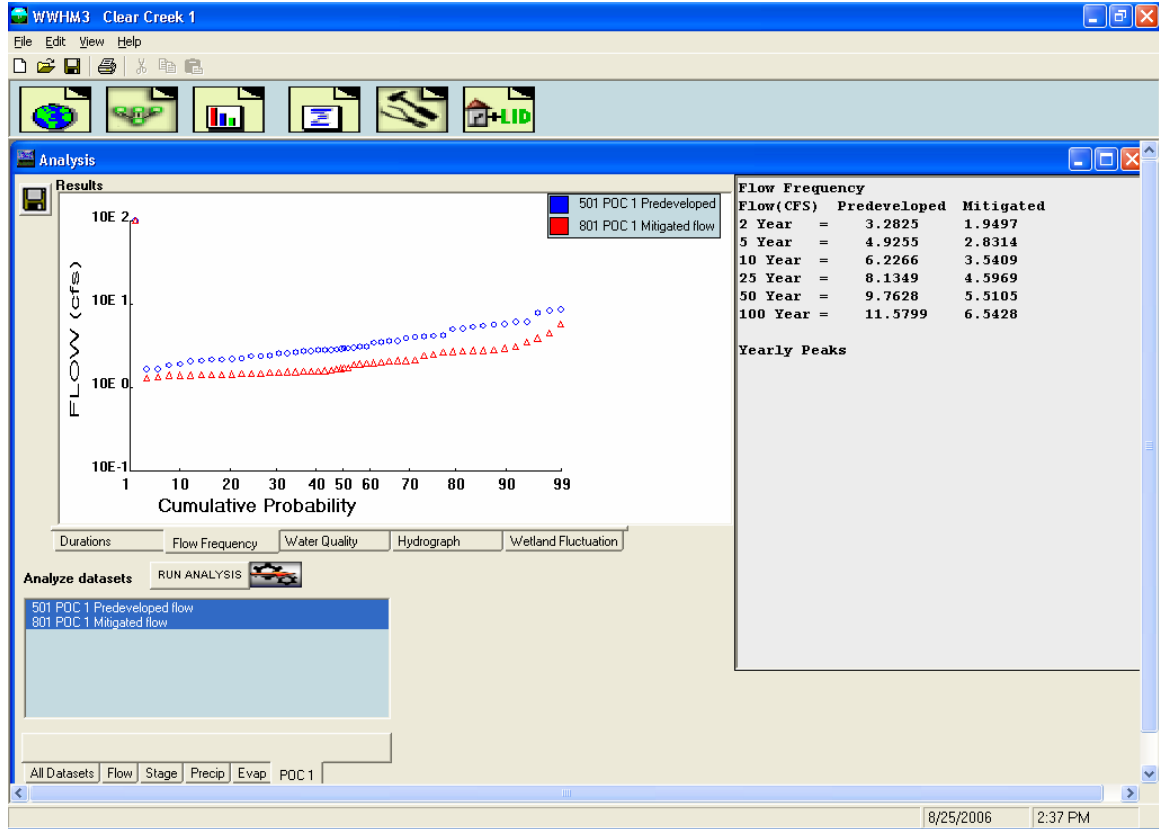 WWHM3 Clear Creek 1
File Edit View Help
+LID
Analysis
Results
10E 2
10E 1
10E 0
10E-1
FLOW (cfs)
1 10 20 30 40 50 60 70 80 90 99
Cumulative Probability
501 POC 1 Predeveloped
801 POC 1 Mitigated flow
Durations Flow Frequency Water Quality Hydrograph Wetland Fluctuation
Analyze datasets RUN ANALYSIS
501 POC 1 Predeveloped flow
801 POC 1 Mitigated flow
All Datasets Flow Stage Precip Evap POC 1
Flow Frequency
Flow(CFS) Predeveloped Mitigated
2 Year = 3.2825 1.9497
5 Year = 4.9255 2.8314
10 Year = 6.2266 3.5409
25 Year = 8.1349 4.5969
50 Year = 9.7628 5.5105
100 Year = 11.5799 6.5428
Yearly Peaks
8/25/2006 2:37 PM